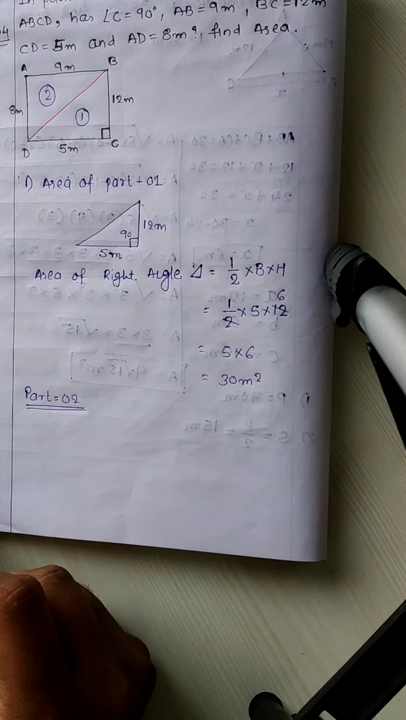 ABCD, has ∠C=90°, AB=9m, BC=12m
CD=5m and AD=8m?, find Area.
9m
A B
2
8m 12m
1
D 5m C
1) Area of part-01
12m
90
5m
Area of Right Angle Δ = 1/2 × B × H
6
= 1/2 × 5 × 12
= 5×6
= 30m²
Part=02